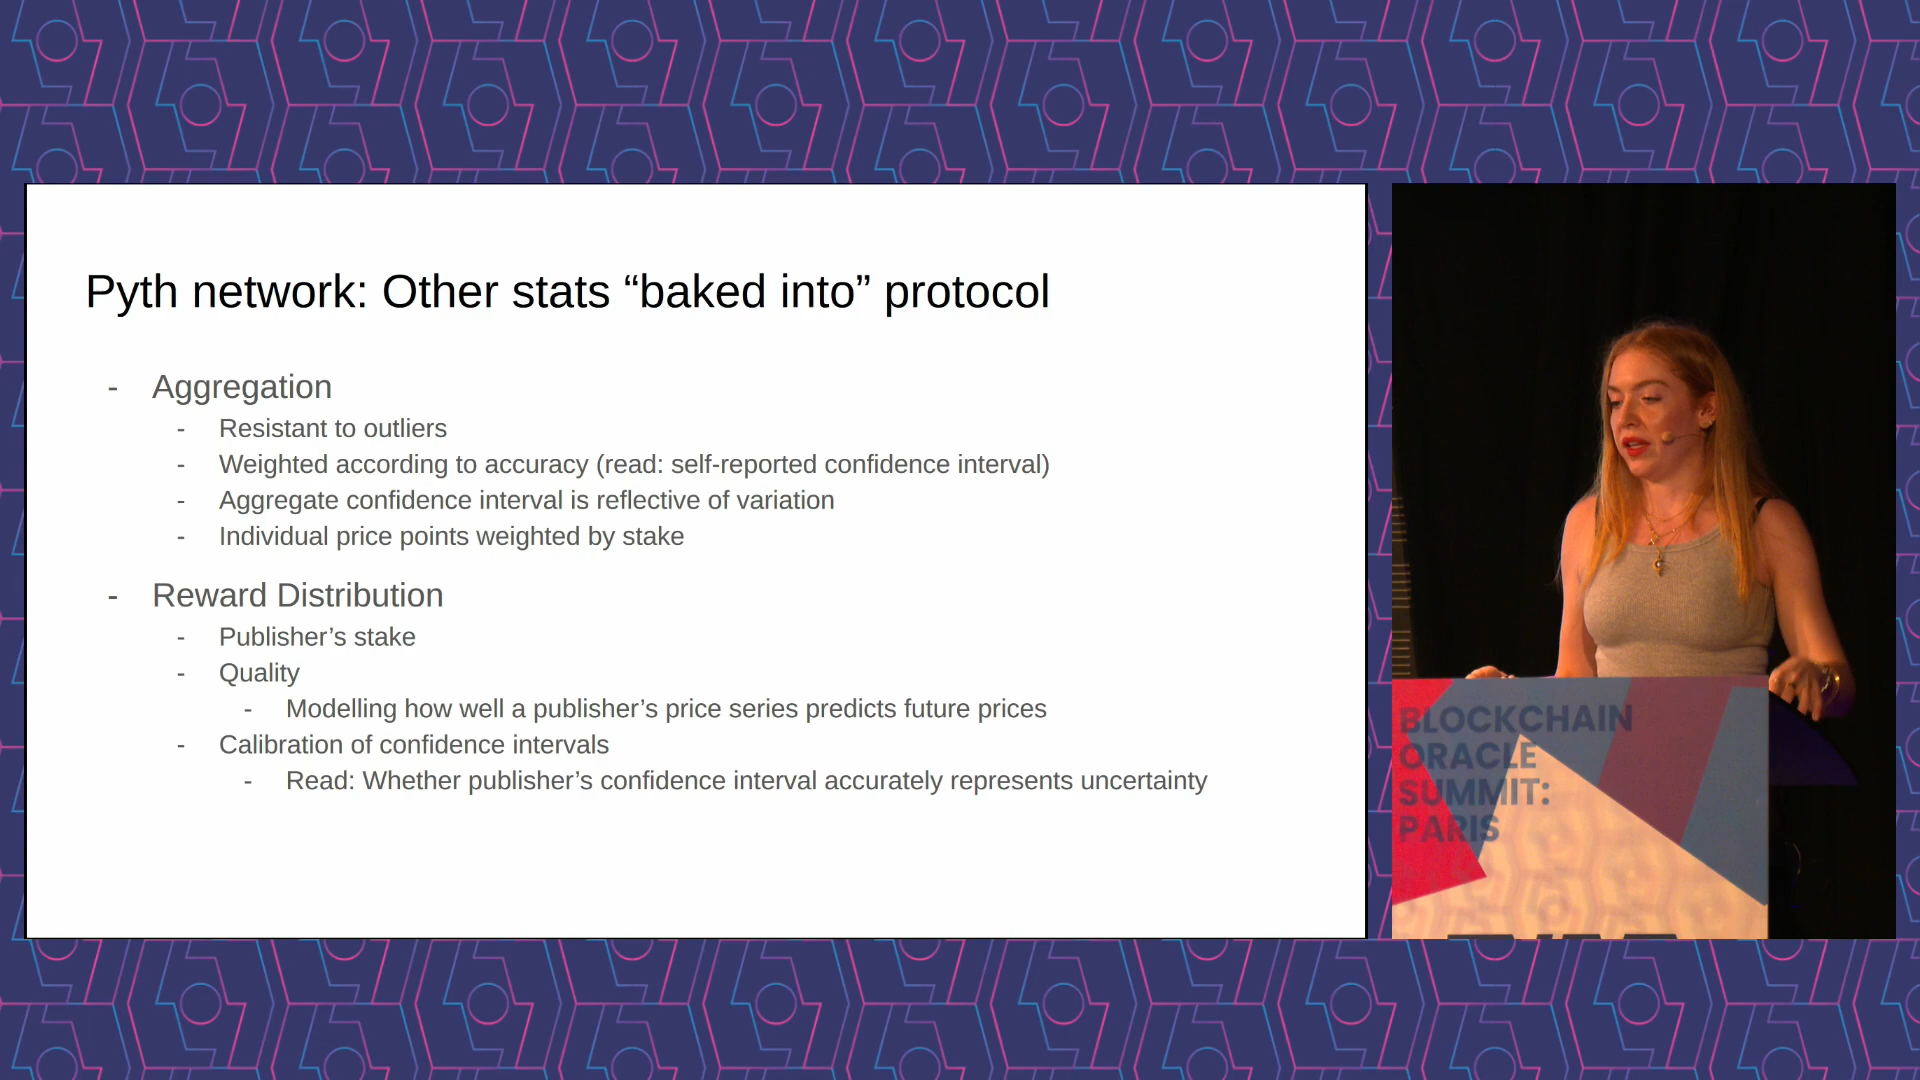 Pyth network: Other stats “baked into” protocol
- Aggregation
- Resistant to outliers
- Weighted according to accuracy (read: self-reported confidence interval)
- Aggregate confidence interval is reflective of variation
- Individual price points weighted by stake
- Reward Distribution
- Publisher’s stake
- Quality
- Modelling how well a publisher’s price series predicts future prices
- Calibration of confidence intervals
- Read: Whether publisher’s confidence interval accurately represents uncertainty
BLOCKCHAIN
ORACLE
SUMMIT:
PARIS